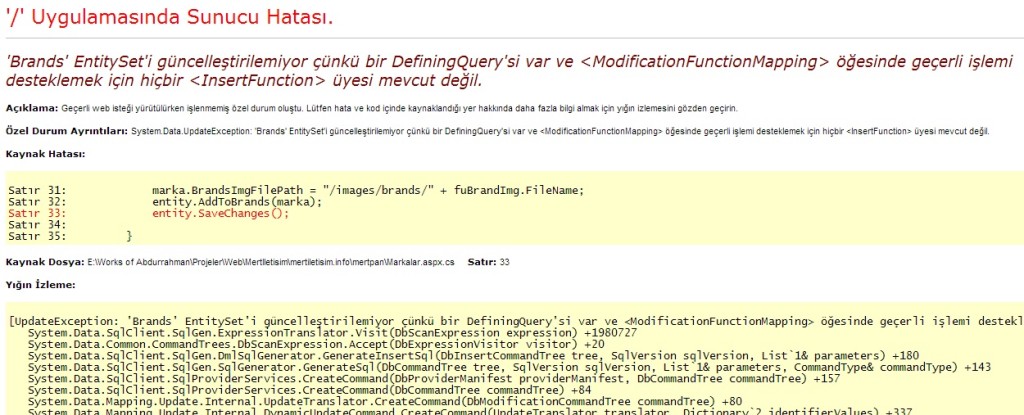 '/' Uygulamasında Sunucu Hatası.
'Brands' EntitySet'i güncelleştirilemiyor çünkü bir DefiningQuery'si var ve <ModificationFunctionMapping> öğesinde geçerli işlemi
desteklemek için hiçbir <InsertFunction> üyesi mevcut değil.
Açıklama: Geçerli web isteği yürütülürken işlenmemiş özel durum oluştu. Lütfen hata ve kod içinde kaynaklandığı yer hakkında daha fazla bilgi almak için yığın izlemesini gözden geçirin.
Özel Durum Ayrıntıları: System.Data.UpdateException: 'Brands' EntitySet'i güncelleştirilemiyor çünkü bir DefiningQuery'si var ve <ModificationFunctionMapping> öğesinde geçerli işlemi desteklemek için hiçbir <InsertFunction> üyesi mevcut değil.
Kaynak Hatası:
Satır 31: marka.BrandsImgFilePath = "/images/brands/" + fuBrandImg.FileName;
Satır 32: entity.AddToBrands(marka);
Satır 33: entity.SaveChanges();
Satır 34:
Satır 35: }
Kaynak Dosya: E:\Works of Abdurrahman\Projeler\Web\MertIletisim\mertiletisim.info\mertpan\Markalar.aspx.cs Satır: 33
Yığın İzleme:
[UpdateException: 'Brands' EntitySet'i güncelleştirilemiyor çünkü bir DefiningQuery'si var ve <ModificationFunctionMapping> öğesinde geçerli işlemi destekl
System.Data.SqlClient.SqlGen.ExpressionTranslator.Visit(DbScanExpression expression) +1980727
System.Data.Common.CommandTrees.DbScanExpression.Accept(DbExpressionVisitor visitor) +20
System.Data.SqlClient.SqlGen.DmlSqlGenerator.GenerateInsertSql(DbInsertCommandTree tree, SqlVersion sqlVersion, List`1& parameters) +180
System.Data.SqlClient.SqlGen.SqlGenerator.GenerateSql(DbCommandTree tree, SqlVersion sqlVersion, List`1& parameters, CommandType& commandType) +143
System.Data.SqlClient.SqlProviderServices.CreateCommand(DbProviderManifest providerManifest, DbCommandTree commandTree) +157
System.Data.SqlClient.SqlProviderServices.CreateCommand(DbCommandTree commandTree) +84
System.Data.Mapping.Update.Internal.UpdateTranslator.CreateCommand(DbModificationCommandTree commandTree) +80
System.Data.Mapping.Update.Internal.DynamicUpdateCommand.CreateCommand(UpdateTranslator translator, Dictionary`2 identifierValues) +337